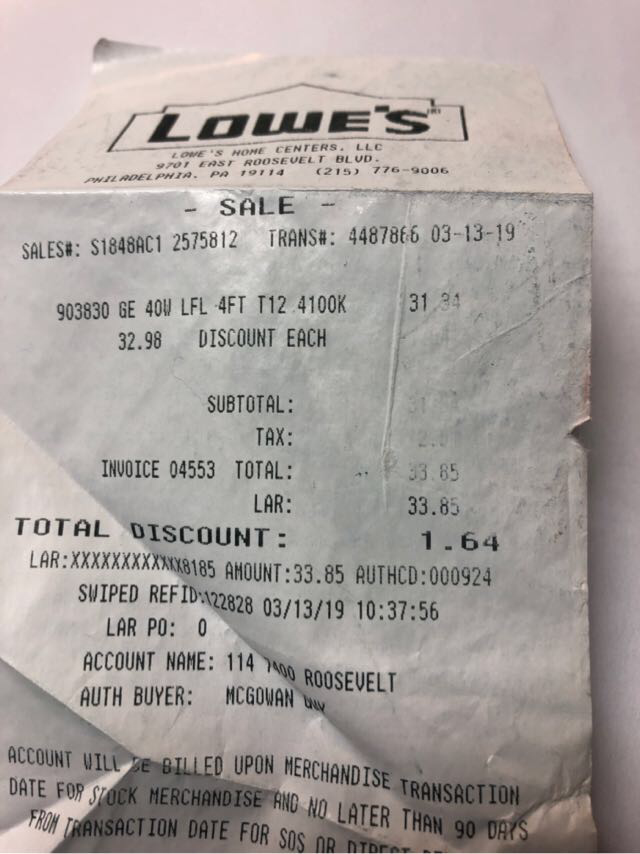 LOWE'S
LOWE'S HOME CENTERS, LLC
9701 EAST ROOSEVELT BLVD.
PHILADELPHIA, PA 19114 (215) 776-9006
- SALE -
SALES#: S1848AC1 2575812 TRANS#: 4487866 03-13-19
903830 GE 40W LFL 4FT T12 4100K 31.34
32.98 DISCOUNT EACH
SUBTOTAL:
TAX:
INVOICE 04553 TOTAL: 33.85
LAR: 33.85
TOTAL DISCOUNT: 1.64
LAR:XXXXXXXXXXXX8185 AMOUNT:33.85 AUTHCD:000924
SWIPED REFID:122828 03/13/19 10:37:56
LAR PO: 0
ACCOUNT NAME: 114 7400 ROOSEVELT
AUTH BUYER: MCGOWAN
ACCOUNT WILL BE BILLED UPON MERCHANDISE TRANSACTION
DATE FOR STOCK MERCHANDISE AND NO LATER THAN 90 DAYS
FROM TRANSACTION DATE FOR SOS OR DIRECT